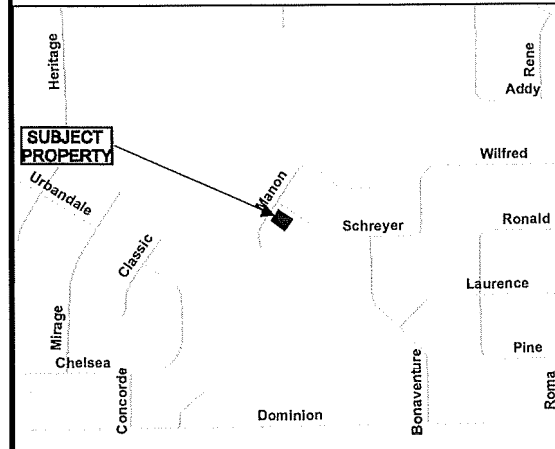 Heritage
Rene
Addy
SUBJECT
PROPERTY
Wilfred
Urbandale
Manon
Schreyer
Ronald
Classic
Laurence
Mirage
Pine
Chelsea
Concorde
Bonaventure
Roma
Dominion